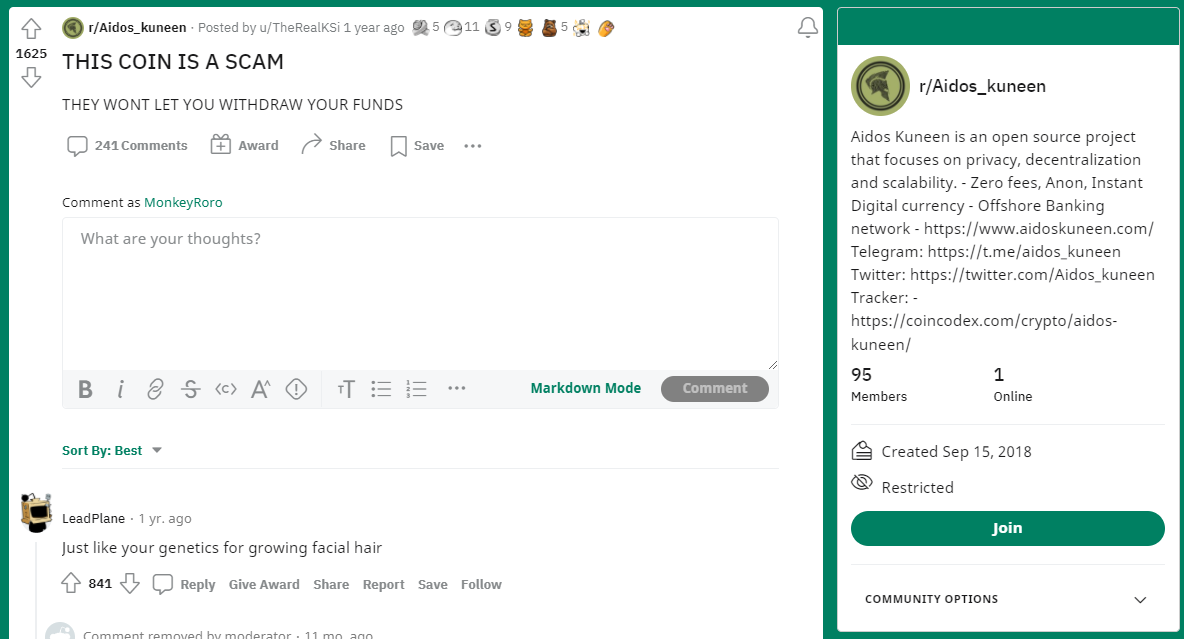 r/Aidos_kuneen · Posted by u/TheRealKSi 1 year ago 5 11 9 5
1625
THIS COIN IS A SCAM
THEY WONT LET YOU WITHDRAW YOUR FUNDS
241 Comments Award Share Save
Comment as MonkeyRoro
What are your thoughts?
Markdown Mode Comment
Sort By: Best
LeadPlane · 1 yr. ago
Just like your genetics for growing facial hair
841 Reply Give Award Share Report Save Follow
Comment removed by moderator · 11 mo. ago
r/Aidos_kuneen
Aidos Kuneen is an open source project
that focuses on privacy, decentralization
and scalability. - Zero fees, Anon, Instant
Digital currency - Offshore Banking
network - https://www.aidoskuneen.com/
Telegram: https://t.me/aidos_kuneen
Twitter: https://twitter.com/Aidos_kuneen
Tracker: -
https://coincodex.com/crypto/aidos-
kuneen/
95 1
Members Online
Created Sep 15, 2018
Restricted
Join
COMMUNITY OPTIONS